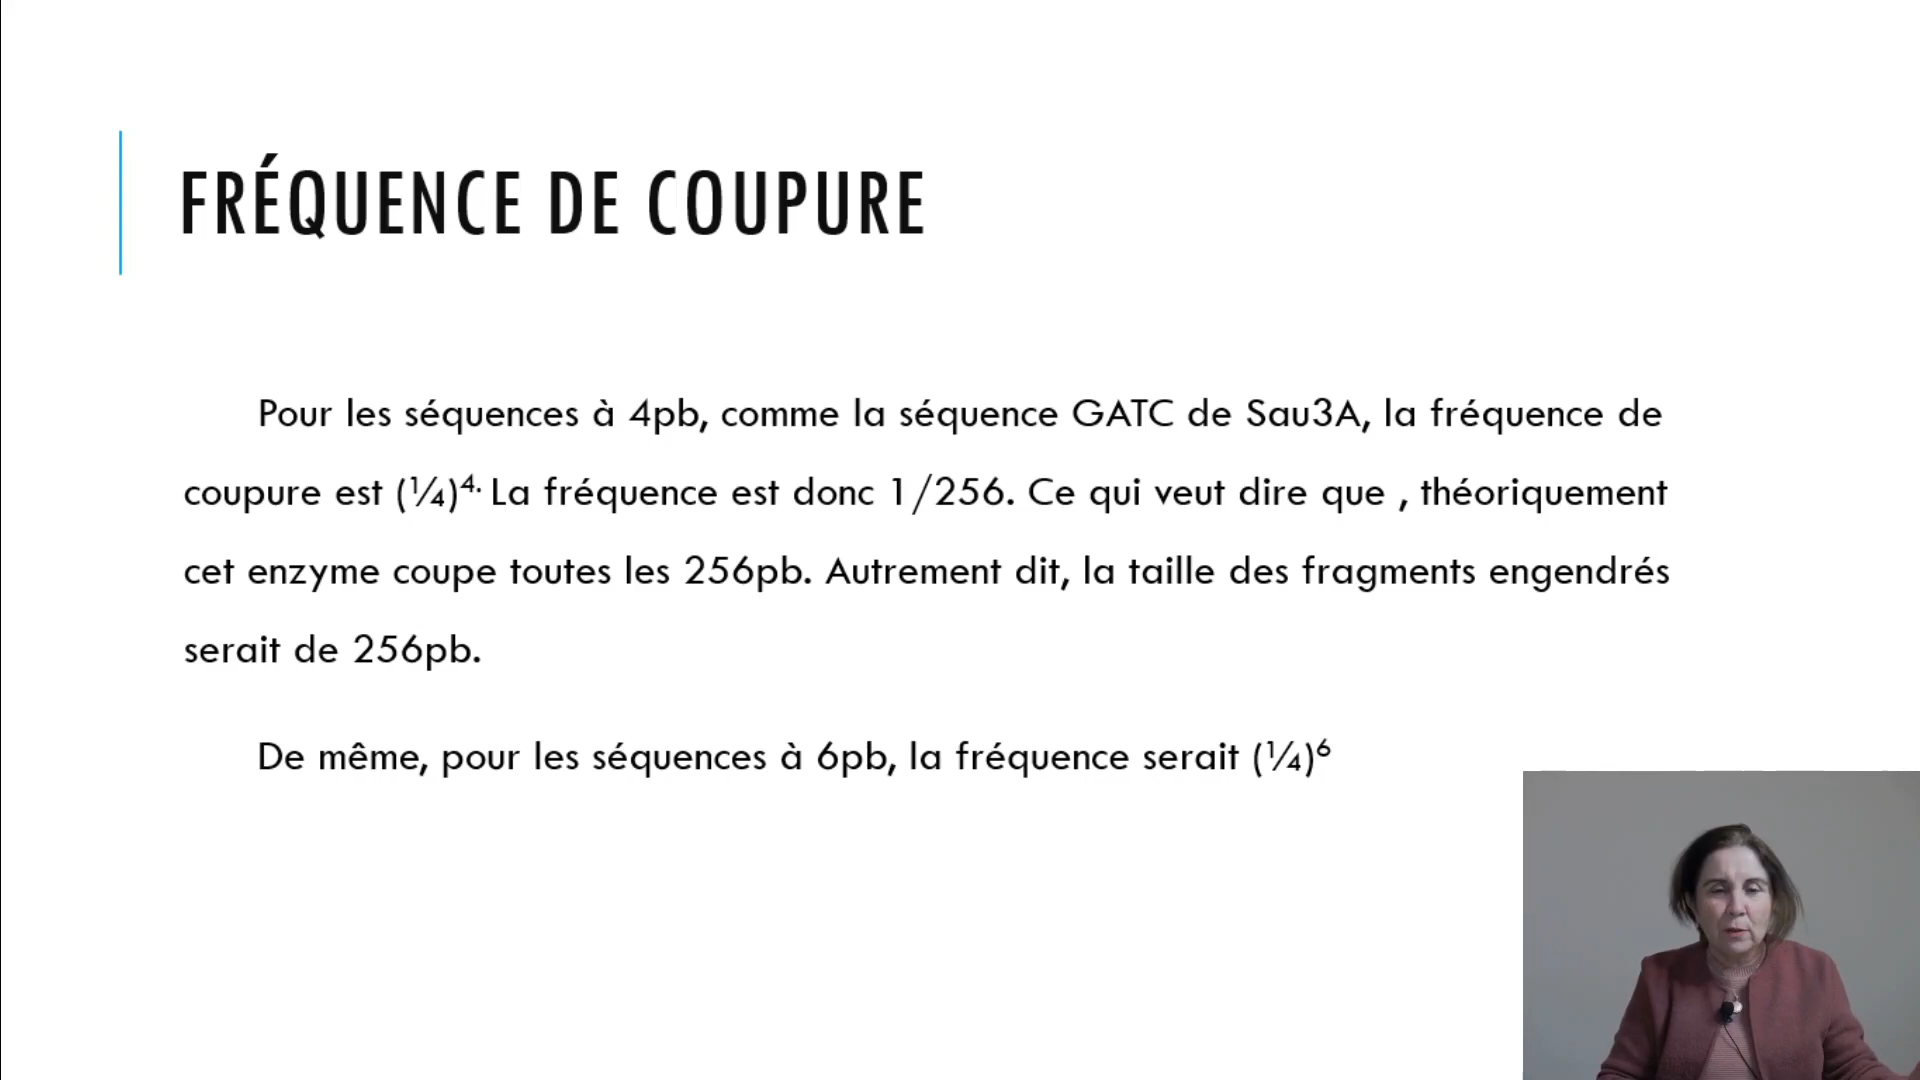 FRÉQUENCE DE COUPURE
Pour les séquences à 4pb, comme la séquence GATC de Sau3A, la fréquence de
coupure est (¼)⁴· La fréquence est donc 1/256. Ce qui veut dire que , théoriquement
cet enzyme coupe toutes les 256pb. Autrement dit, la taille des fragments engendrés
serait de 256pb.
De même, pour les séquences à 6pb, la fréquence serait (¼)⁶